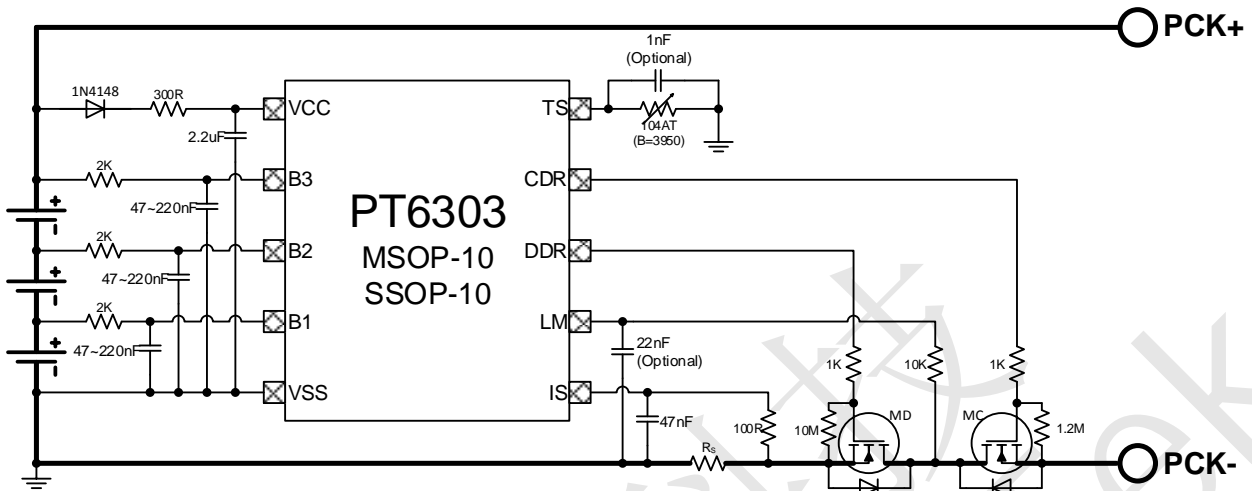 PCK+
1nF
(Optional)
1N4148
300R
VCC
TS
2.2uF
104AT
(B=3950)
2K
B3
CDR
47~220nF
PT6303
MSOP-10
SSOP-10
2K
B2
DDR
47~220nF
2K
B1
LM
47~220nF
22nF
(Optional)
1K
10K
1K
VSS
IS
47nF
100R
10M
MD
MC
1.2M
Rs
PCK-
+
-
+
-
+
-